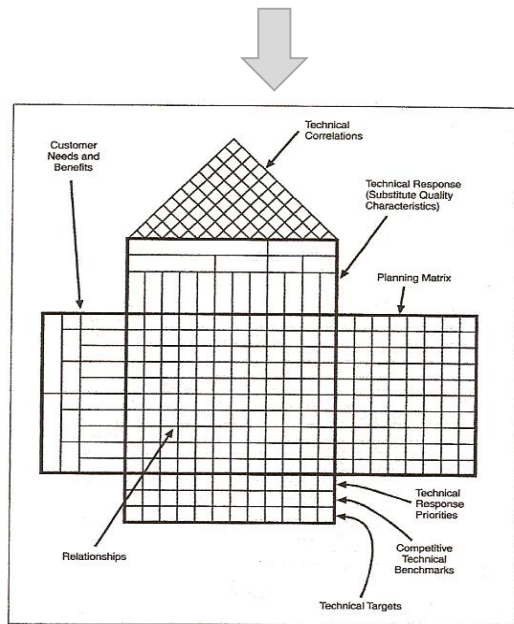 Technical
Correlations
Customer
Needs and
Benefits
Technical Response
(Substitute Quality
Characteristics)
Planning Matrix
Technical
Response
Priorities
Relationships
Competitive
Technical
Benchmarks
Technical Targets